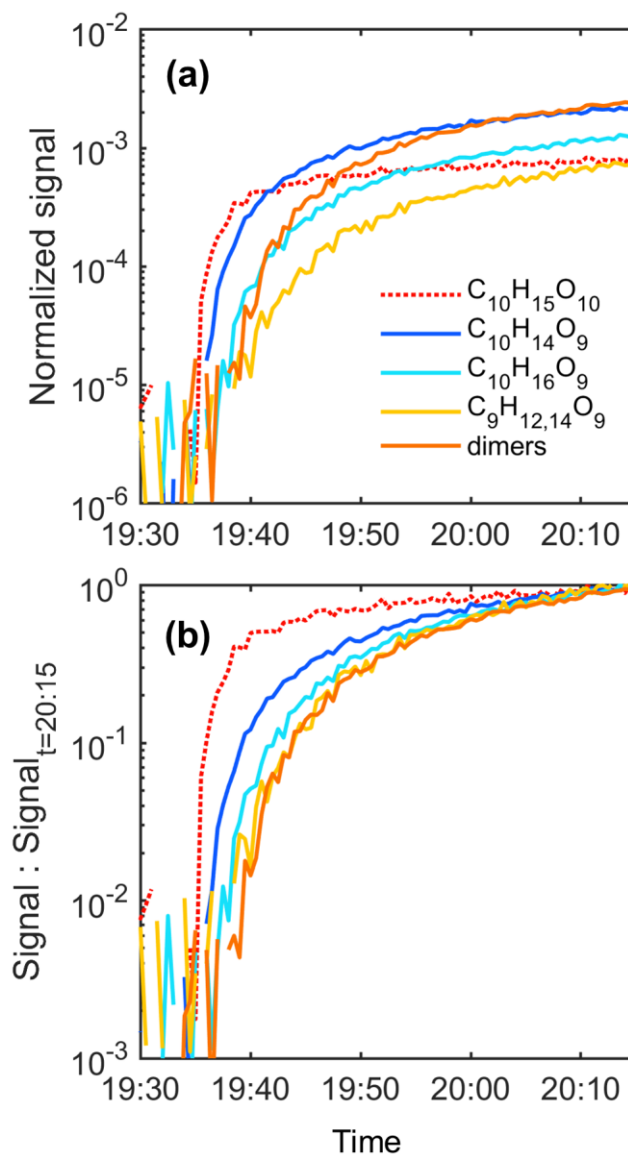 10⁻²
(a)
10⁻³
Normalized signal
10⁻⁴
C₁₀H₁₅O₁₀
C₁₀H₁₄O₉
10⁻⁵
C₁₀H₁₆O₉
C₉H₁₂,₁₄O₉
dimers
10⁻⁶
19:30 19:40 19:50 20:00 20:10
10⁰
(b)
10⁻¹
Signal : Signalₜ₌₂₀:₁₅
10⁻²
10⁻³
19:30 19:40 19:50 20:00 20:10
Time